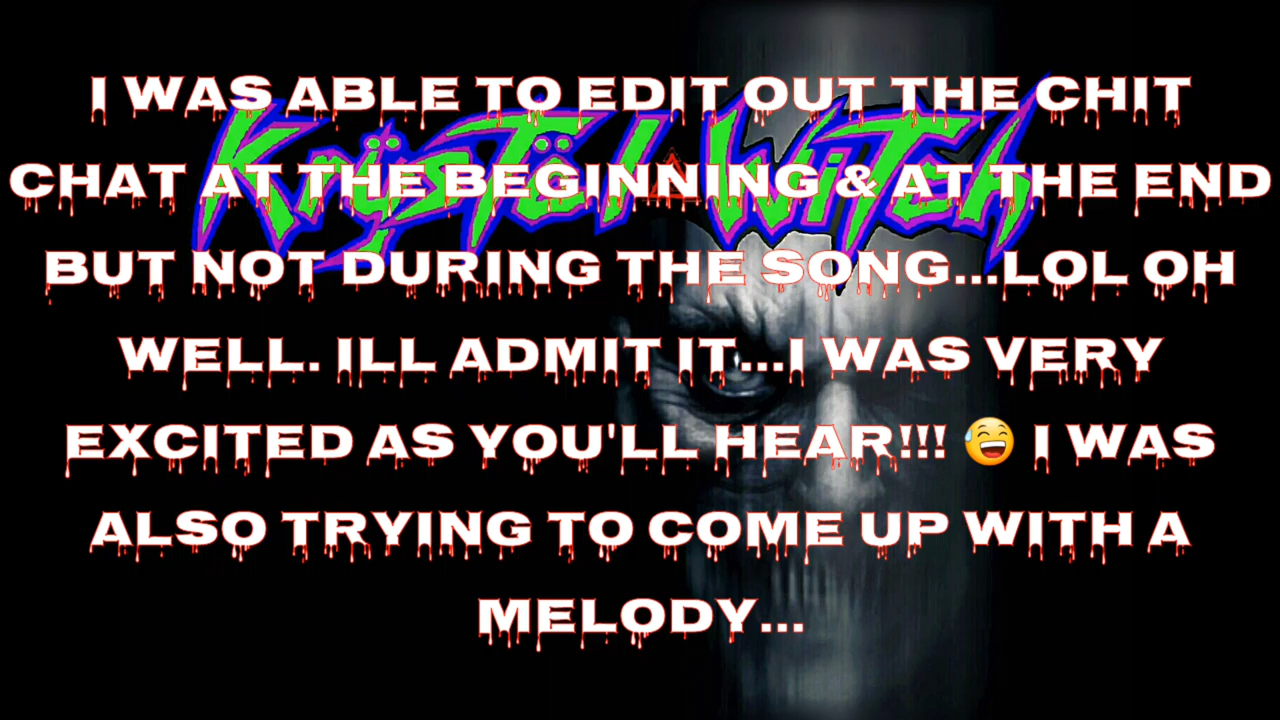 I WAS ABLE TO EDIT OUT THE CHIT
Krÿstël Witch
CHAT AT THE BEGINNING & AT THE END
BUT NOT DURING THE SONG...LOL OH
WELL. ILL ADMIT IT...I WAS VERY
EXCITED AS YOU'LL HEAR!!! 😅 I WAS
ALSO TRYING TO COME UP WITH A
MELODY...